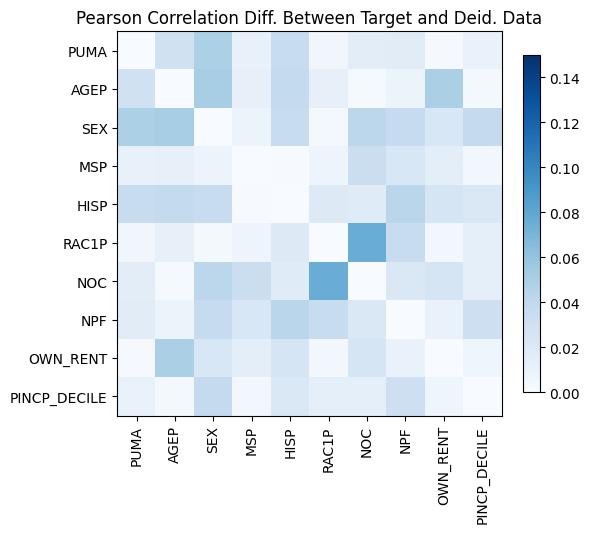 Pearson Correlation Diff. Between Target and Deid. Data
PUMA
AGEP
SEX
MSP
HISP
RAC1P
NOC
NPF
OWN_RENT
PINCP_DECILE
PUMA
AGEP
SEX
MSP
HISP
RAC1P
NOC
NPF
OWN_RENT
PINCP_DECILE
0.14
0.12
0.10
0.08
0.06
0.04
0.02
0.00